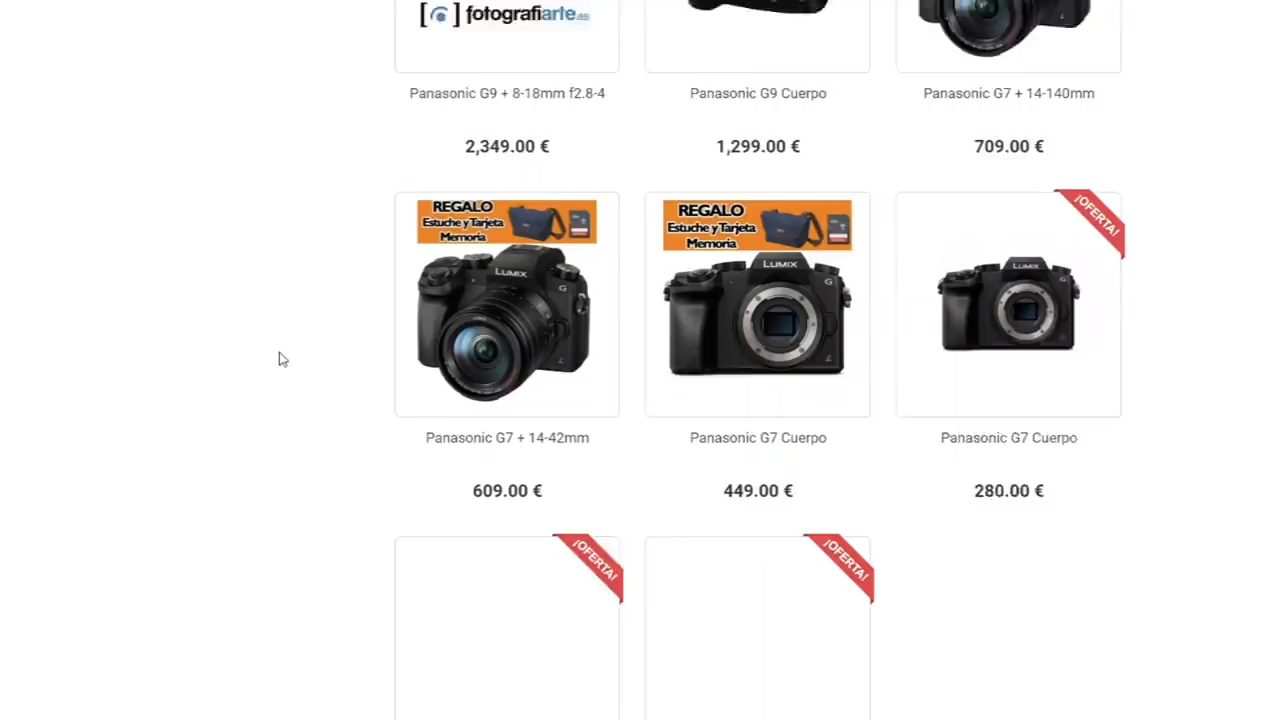 [ ] fotografiarte.es
Panasonic G9 + 8-18mm f2.8-4
Panasonic G9 Cuerpo
Panasonic G7 + 14-140mm
2,349.00 €
1,299.00 €
709.00 €
REGALO
Estuche y Tarjeta
Memoria
LUMIX
G
REGALO
Estuche y Tarjeta
Memoria
LUMIX
G
¡OFERTA!
LUMIX
G
Panasonic G7 + 14-42mm
Panasonic G7 Cuerpo
Panasonic G7 Cuerpo
609.00 €
449.00 €
280.00 €
¡OFERTA!
¡OFERTA!